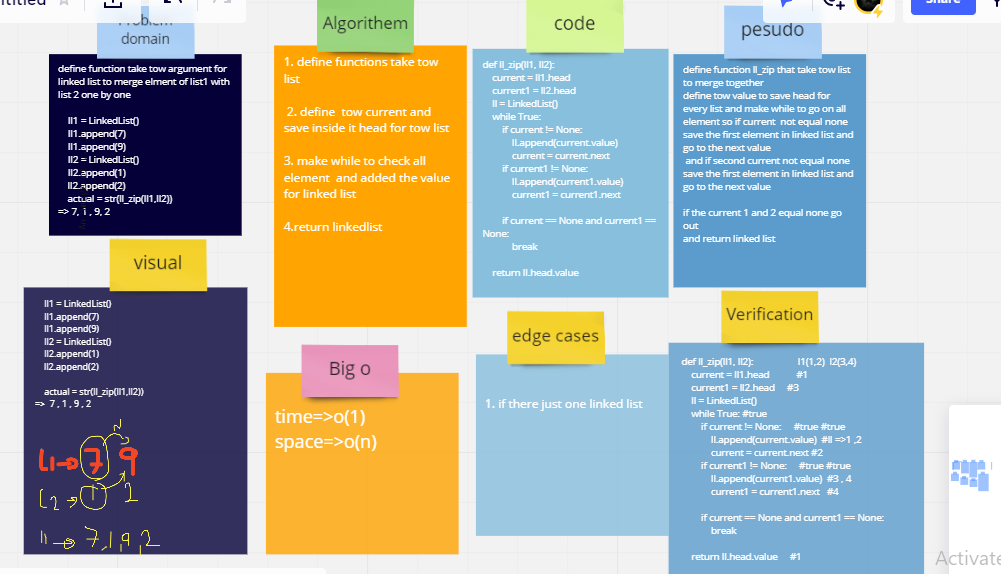 ntitled
Share
Problem
domain
define function take tow argument for
linked list to merge elment of list1 with
list 2 one by one
ll1 = LinkedList()
ll1.append(7)
ll1.append(9)
ll2 = LinkedList()
ll2.append(1)
ll2.append(2)
actual = str(ll_zip(ll1,ll2))
=> 7, 1 , 9, 2
visual
ll1 = LinkedList()
ll1.append(7)
ll1.append(9)
ll2 = LinkedList()
ll2.append(1)
ll2.append(2)
actual = str(ll_zip(ll1,ll2))
=> 7 , 1 , 9 , 2
N
L1 → 7 9
L2 → 1 2
ll → 7,1,9,2
Algorithem
1. define functions take tow
list
2. define tow current and
save inside it head for tow list
3. make while to check all
element and added the value
for linked list
4.return linkedlist
Big o
time=>o(1)
space=>o(n)
code
def ll_zip(ll1, ll2):
current = ll1.head
current1 = ll2.head
ll = LinkedList()
while True:
if current != None:
ll.append(current.value)
current = current.next
if current1 != None:
ll.append(current1.value)
current1 = current1.next
if current == None and current1 ==
None:
break
return ll.head.value
edge cases
1. if there just one linked list
pesudo
define function ll_zip that take tow list
to merge together
define tow value to save head for
every list and make while to go on all
element so if current not equal none
save the first element in linked list and
go to the next value
and if second current not equal none
save the first element in linked list and
go to the next value
if the current 1 and 2 equal none go
out
and return linked list
Verification
def ll_zip(ll1, ll2): l1(1,2) l2(3,4)
current = ll1.head #1
current1 = ll2.head #3
ll = LinkedList()
while True: #true
if current != None: #true #true
ll.append(current.value) #ll =>1 ,2
current = current.next #2
if current1 != None: #true #true
ll.append(current1.value) #3 , 4
current1 = current1.next #4
if current == None and current1 == None:
break
return ll.head.value #1
Activate